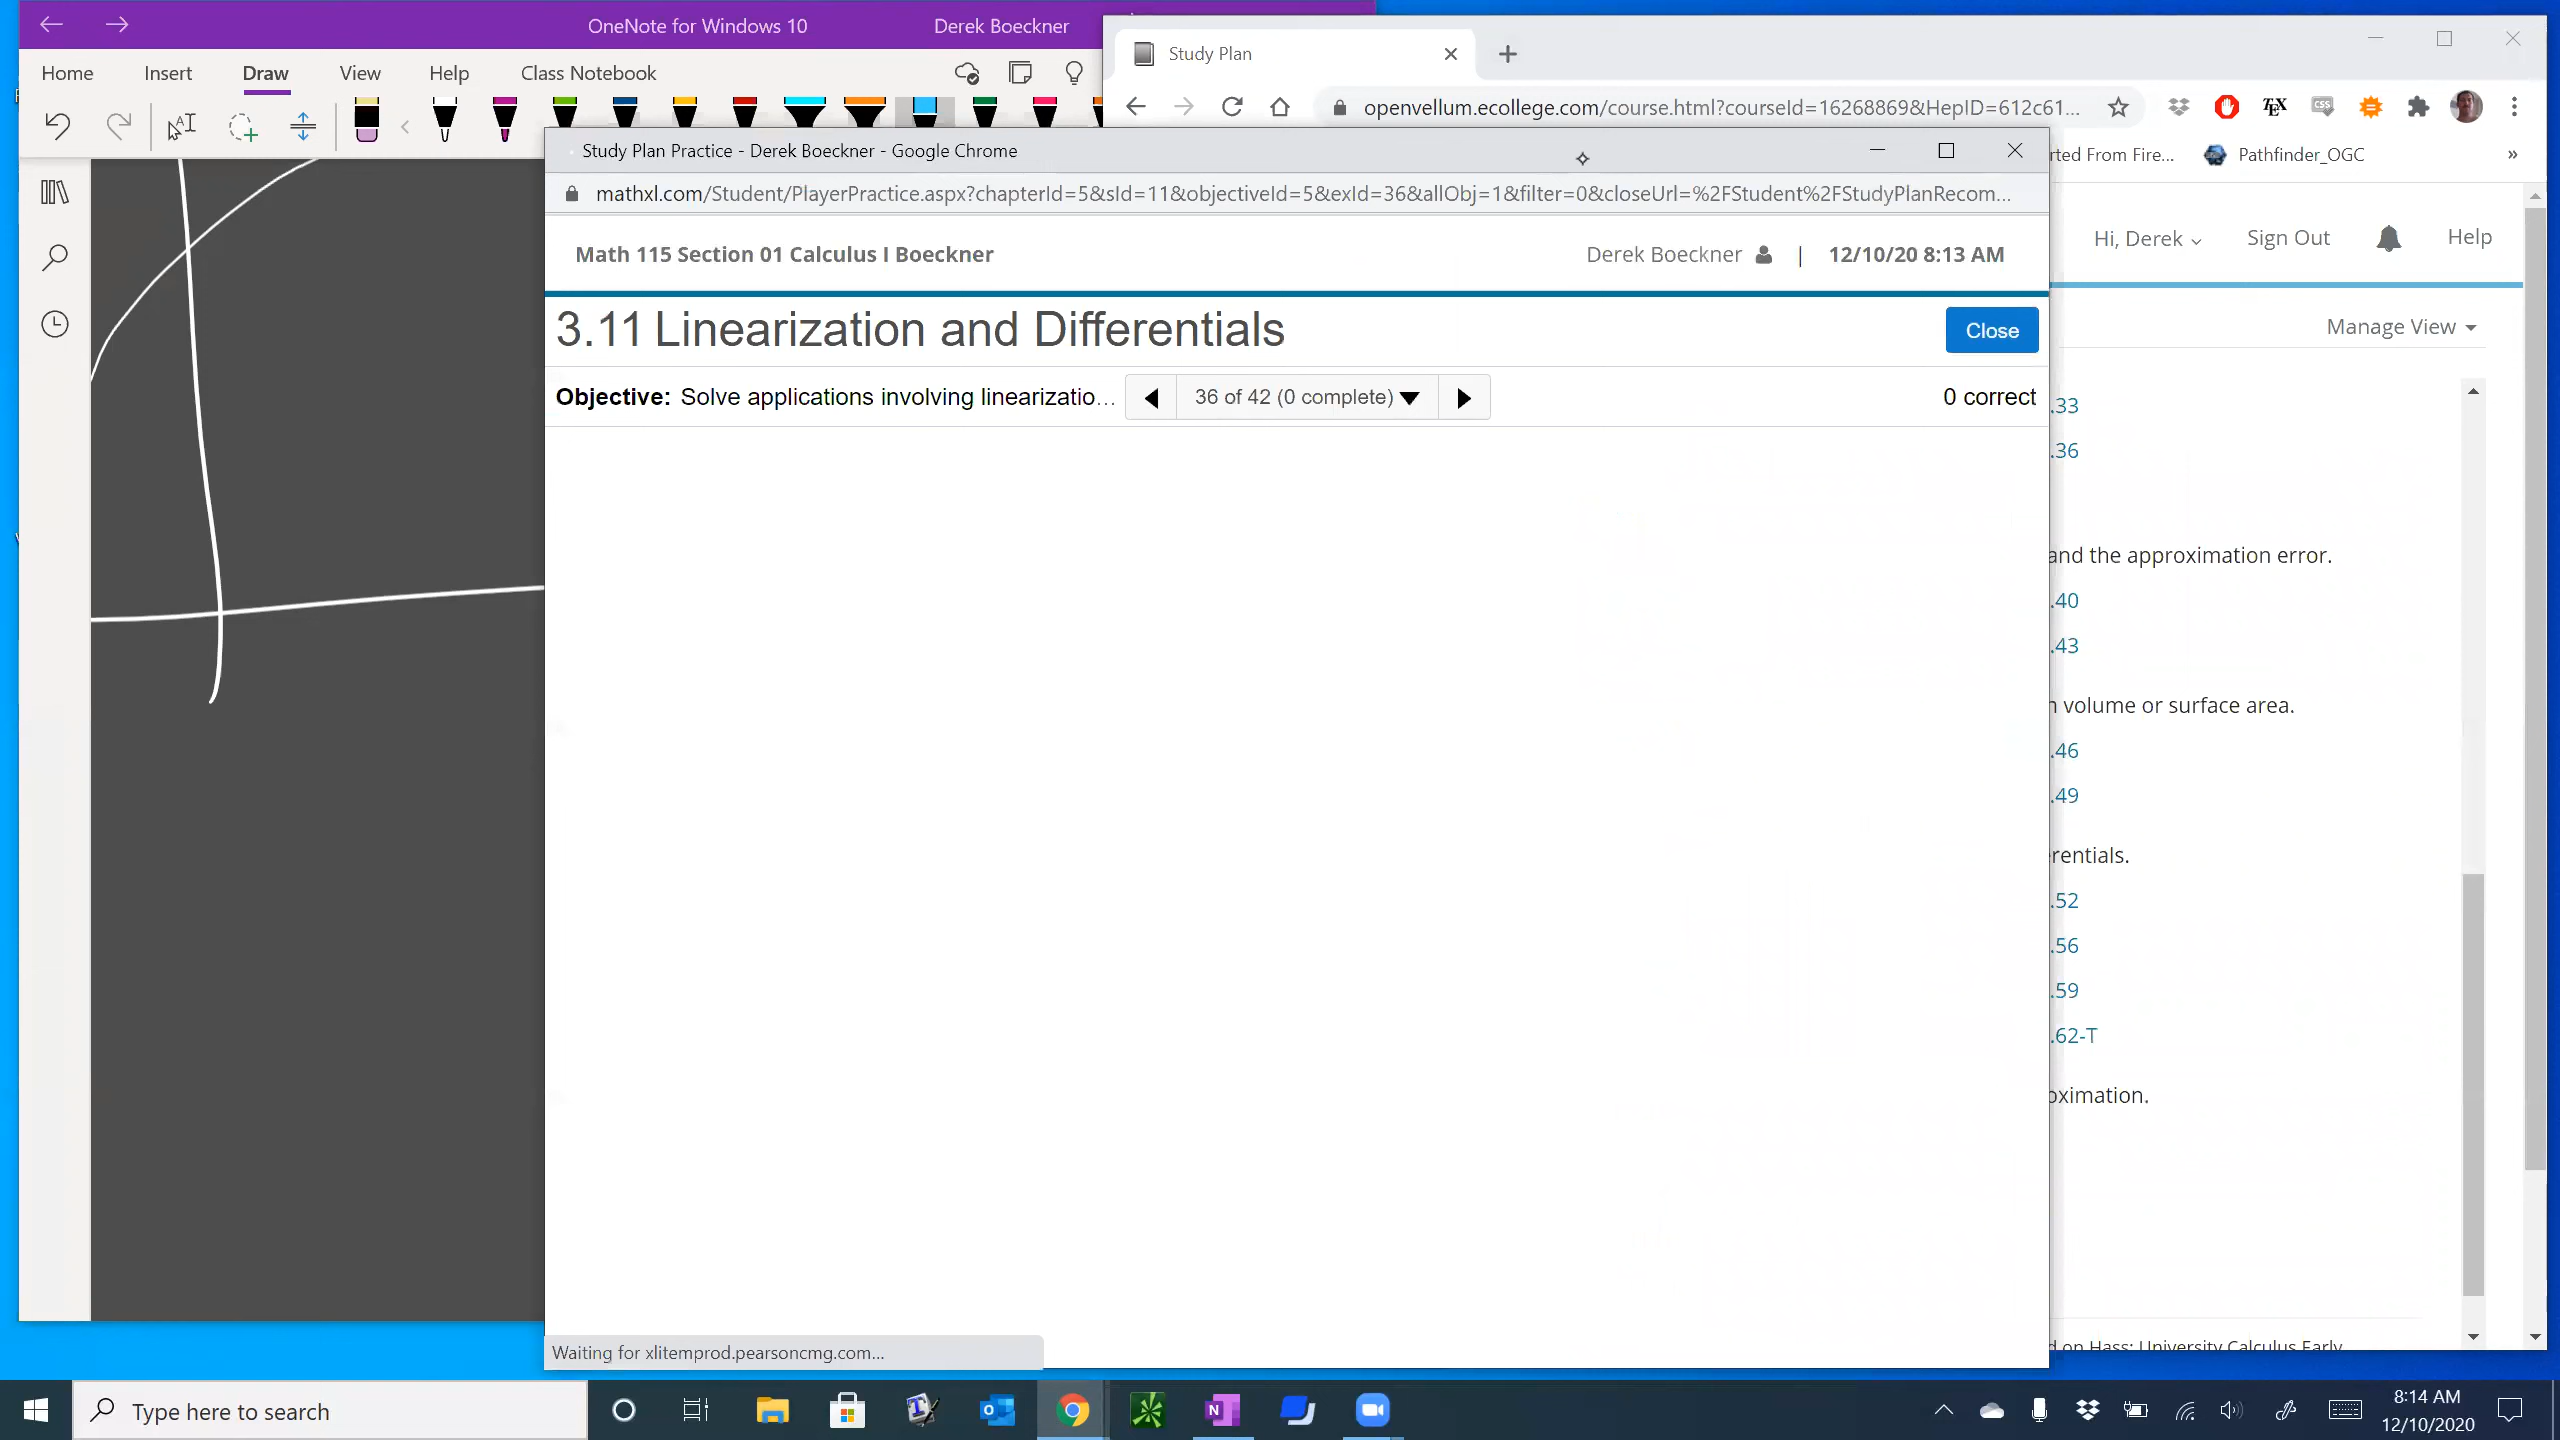 OneNote for Windows 10
Derek Boeckner
Home
Insert
Draw
View
Help
Class Notebook
Study Plan
openvellum.ecollege.com/course.html?courseId=16268869&HepID=612c61...
Pathfinder_OGC
rted From Fire...
»
Study Plan Practice - Derek Boeckner - Google Chrome
mathxl.com/Student/PlayerPractice.aspx?chapterId=5&sId=11&objectiveId=5&exId=36&allObj=1&filter=0&closeUrl=%2FStudent%2FStudyPlanRecom...
Math 115 Section 01 Calculus I Boeckner
Derek Boeckner | 12/10/20 8:13 AM
3.11 Linearization and Differentials
Close
Objective: Solve applications involving linearizatio...
36 of 42 (0 complete)
0 correct
Hi, Derek
Sign Out
Help
Manage View
.33
.36
and the approximation error.
.40
.43
n volume or surface area.
.46
.49
erentials.
.52
.56
.59
.62-T
oximation.
d on Hass: University Calculus Early
Waiting for xlitemprod.pearsoncmg.com...
Type here to search
8:14 AM
12/10/2020